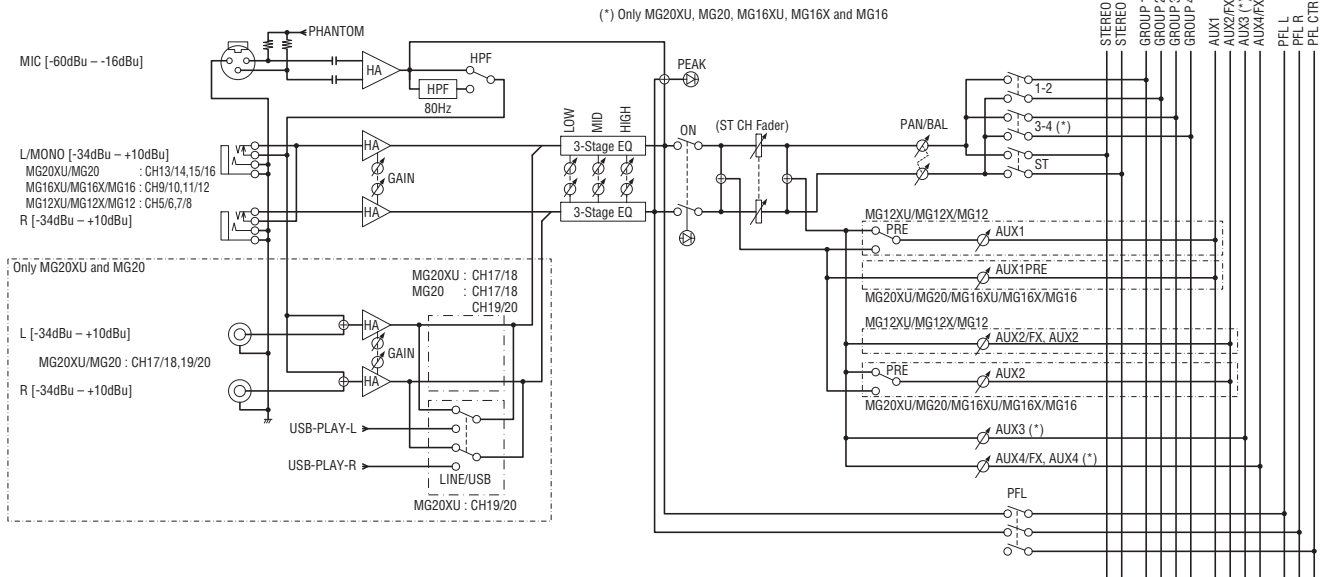 (*) Only MG20XU, MG20, MG16XU, MG16X and MG16
STEREO
STEREO
GROUP 1
GROUP 2
GROUP 3
GROUP 4
AUX1
AUX2/FX
AUX3 (*)
AUX4/FX
PFL L
PFL R
PFL CTR
PHANTOM
MIC [-60dBu – -16dBu]
HA
HPF
HPF
80Hz
PEAK
LOW
MID
HIGH
ON
(ST CH Fader)
PAN/BAL
1-2
3-4 (*)
ST
L/MONO [-34dBu – +10dBu]
MG20XU/MG20 : CH13/14,15/16
MG16XU/MG16X/MG16 : CH9/10,11/12
MG12XU/MG12X/MG12 : CH5/6,7/8
R [-34dBu – +10dBu]
HA
GAIN
HA
3-Stage EQ
3-Stage EQ
MG12XU/MG12X/MG12
PRE
AUX1
AUX1PRE
MG20XU/MG20/MG16XU/MG16X/MG16
MG12XU/MG12X/MG12
AUX2/FX, AUX2
PRE
AUX2
MG20XU/MG20/MG16XU/MG16X/MG16
AUX3 (*)
AUX4/FX, AUX4 (*)
PFL
Only MG20XU and MG20
MG20XU : CH17/18
MG20 : CH17/18
CH19/20
L [-34dBu – +10dBu]
MG20XU/MG20 : CH17/18,19/20
R [-34dBu – +10dBu]
HA
GAIN
HA
USB-PLAY-L
USB-PLAY-R
LINE/USB
MG20XU : CH19/20